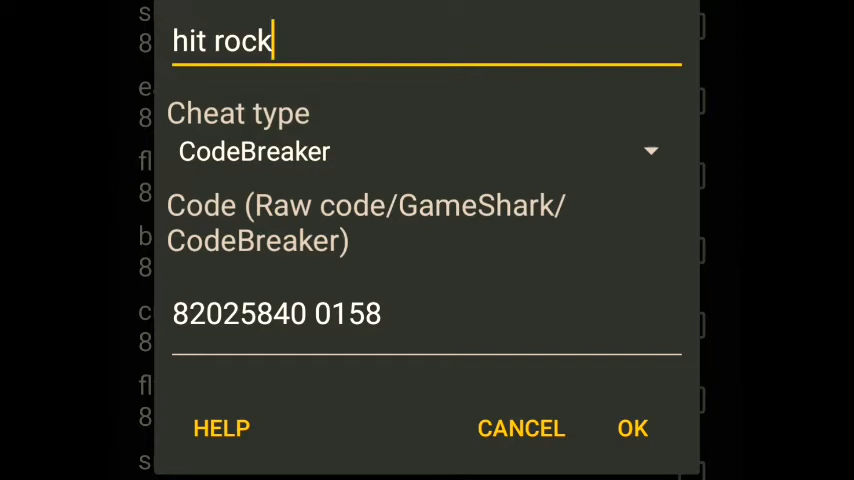 hit rock
Cheat type
CodeBreaker
Code (Raw code/GameShark/
CodeBreaker)
82025840 0158
HELP CANCEL OK